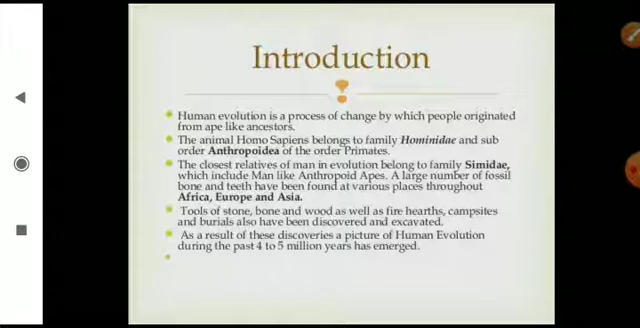 Introduction
Human evolution is a process of change by which people originated
from ape like ancestors.
The animal Homo Sapiens belongs to family Hominidae and sub
order Anthropoidea of the order Primates.
The closest relatives of man in evolution belong to family Simidae,
which include Man like Anthropoid Apes. A large number of fossil
bone and teeth have been found at various places throughout
Africa, Europe and Asia.
Tools of stone, bone and wood as well as fire hearths, campsites
and burials also have been discovered and excavated.
As a result of these discoveries a picture of Human Evolution
during the past 4 to 5 million years has emerged.